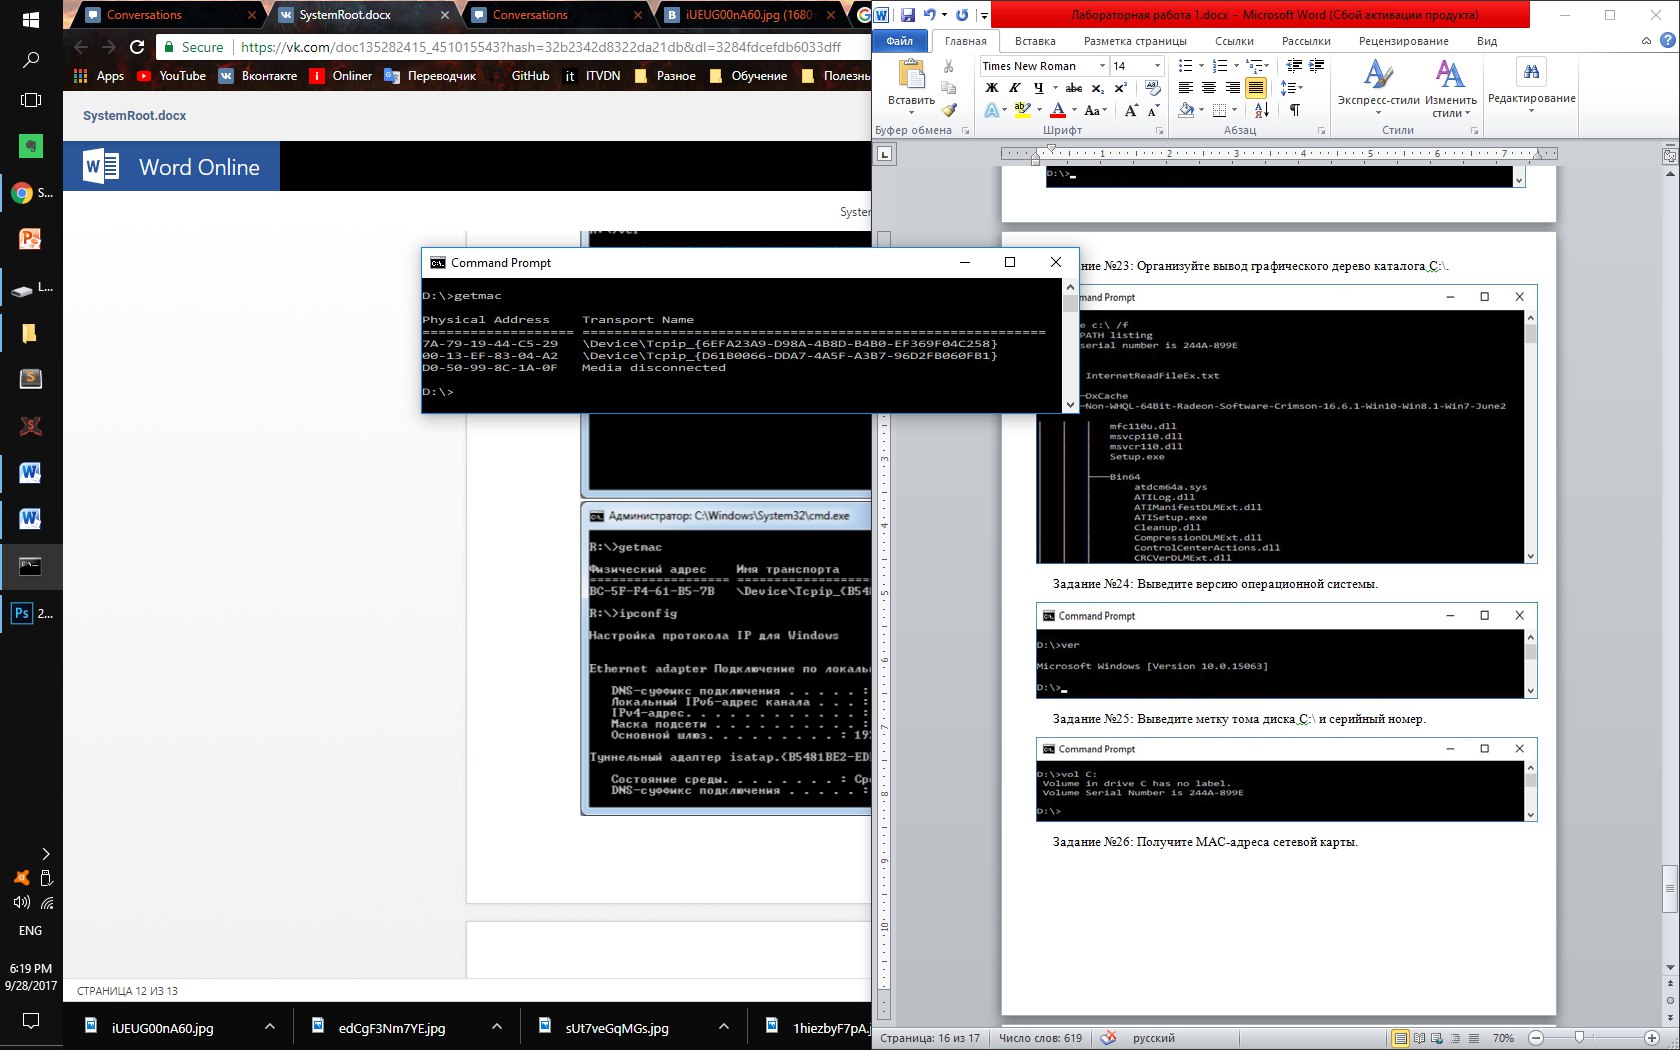 Conversations
SystemRoot.docx
Conversations
iUEUG00nA60.jpg (1680
Secure
https://vk.com/doc135282415_451015543?hash=32b2342d8322da21db&dl=3284fdcefdb6033dff
Apps
YouTube
Вконтакте
Onliner
Переводчик
GitHub
ITVDN
Разное
Обучение
Полезнь
SystemRoot.docx
Word Online
System
Command Prompt
D:\>getmac
Physical Address    Transport Name
=================== ==========================================================
7A-79-19-44-C5-29   \Device\Tcpip_{6EFA23A9-D98A-4B8D-B4B0-EF369F04C258}
00-13-EF-83-04-A2   \Device\Tcpip_{D61B0066-DDA7-4A5F-A3B7-96D2FB060FB1}
D0-50-99-8C-1A-0F   Media disconnected
D:\>
Администратор: C:\Windows\System32\cmd.exe
R:\>getmac
Физический адрес    Имя транспорта
BC-5F-F4-61-B5-7B   \Device\Tcpip_{B548
R:\>ipconfig
Настройка протокола IP для Windows
Ethernet adapter Подключение по локаль
DNS-суффикс подключения . . . . . :
Локальный IPv6-адрес канала . . . :
IPv4-адрес. . . . . . . . . . . . :
Маска подсети . . . . . . . . . . :
Основной шлюз. . . . . . . . . : 19
Туннельный адаптер isatap.{B5481BE2-ED
Состояние среды. . . . . . . . : Сре
DNS-суффикс подключения . . . . . :
СТРАНИЦА 12 ИЗ 13
iUEUG00nA60.jpg
edCgF3Nm7YE.jpg
sUt7veGqMGs.jpg
1hiezbyF7pA.j
S...
L...
2...
ENG
6:19 PM
9/28/2017
Лабораторная работа 1.docx - Microsoft Word (Сбой активации продукта)
Файл
Главная
Вставка
Разметка страницы
Ссылки
Рассылки
Рецензирование
Вид
Вставить
Times New Roman
14
Экспресс-стили
Изменить стили
Редактирование
Буфер обмена
Шрифт
Абзац
Стили
D:\>
ние №23: Организуйте вывод графического дерево каталога C:\.
mmand Prompt
e c:\ /f
PATH listing
serial number is 244A-899E
InternetReadFileEx.txt
DxCache
Non-WHQL-64Bit-Radeon-Software-Crimson-16.6.1-Win10-Win8.1-Win7-June2
mfc110u.dll
msvcp110.dll
msvcr110.dll
Setup.exe
Bin64
atdcm64a.sys
ATILog.dll
ATIManifestDLMExt.dll
ATISetup.exe
Cleanup.dll
CompressionDLMExt.dll
ControlCenterActions.dll
CRCVerDLMExt.dll
Задание №24: Выведите версию операционной системы.
Command Prompt
D:\>ver
Microsoft Windows [Version 10.0.15063]
D:\>
Задание №25: Выведите метку тома диска C:\ и серийный номер.
Command Prompt
D:\>vol C:
Volume in drive C has no label.
Volume Serial Number is 244A-899E
D:\>
Задание №26: Получите MAC-адреса сетевой карты.
Страница: 16 из 17
Число слов: 619
русский
70%